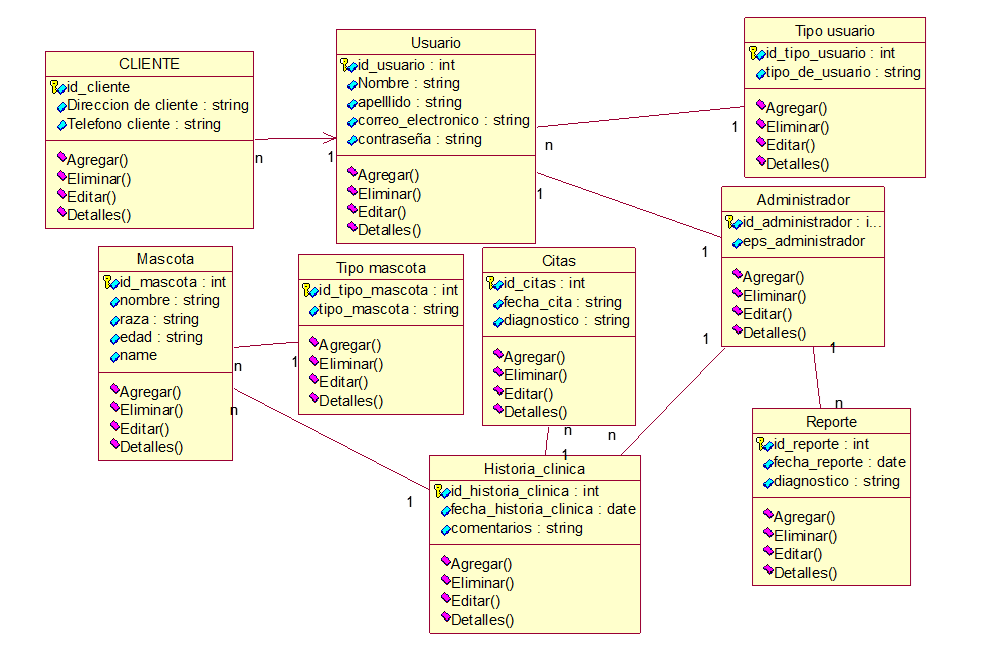 CLIENTE
id_cliente
Direccion de cliente : string
Telefono cliente : string
Agregar()
Eliminar()
Editar()
Detalles()
n
1
Usuario
id_usuario : int
Nombre : string
apelllido : string
correo_electronico : string
contraseña : string
Agregar()
Eliminar()
Editar()
Detalles()
n
1
1
1
Tipo usuario
id_tipo_usuario : int
tipo_de_usuario : string
Agregar()
Eliminar()
Editar()
Detalles()
Administrador
id_administrador : i...
eps_administrador
Agregar()
Eliminar()
Editar()
Detalles()
1
1
Mascota
id_mascota : int
nombre : string
raza : string
edad : string
name
Agregar()
Eliminar()
Editar()
Detalles()
n
1
n
1
Tipo mascota
id_tipo_mascota : int
tipo_mascota : string
Agregar()
Eliminar()
Editar()
Detalles()
Citas
id_citas : int
fecha_cita : string
diagnostico : string
Agregar()
Eliminar()
Editar()
Detalles()
n
n
1
Historia_clinica
id_historia_clinica : int
fecha_historia_clinica : date
comentarios : string
Agregar()
Eliminar()
Editar()
Detalles()
n
Reporte
id_reporte : int
fecha_reporte : date
diagnostico : string
Agregar()
Eliminar()
Editar()
Detalles()